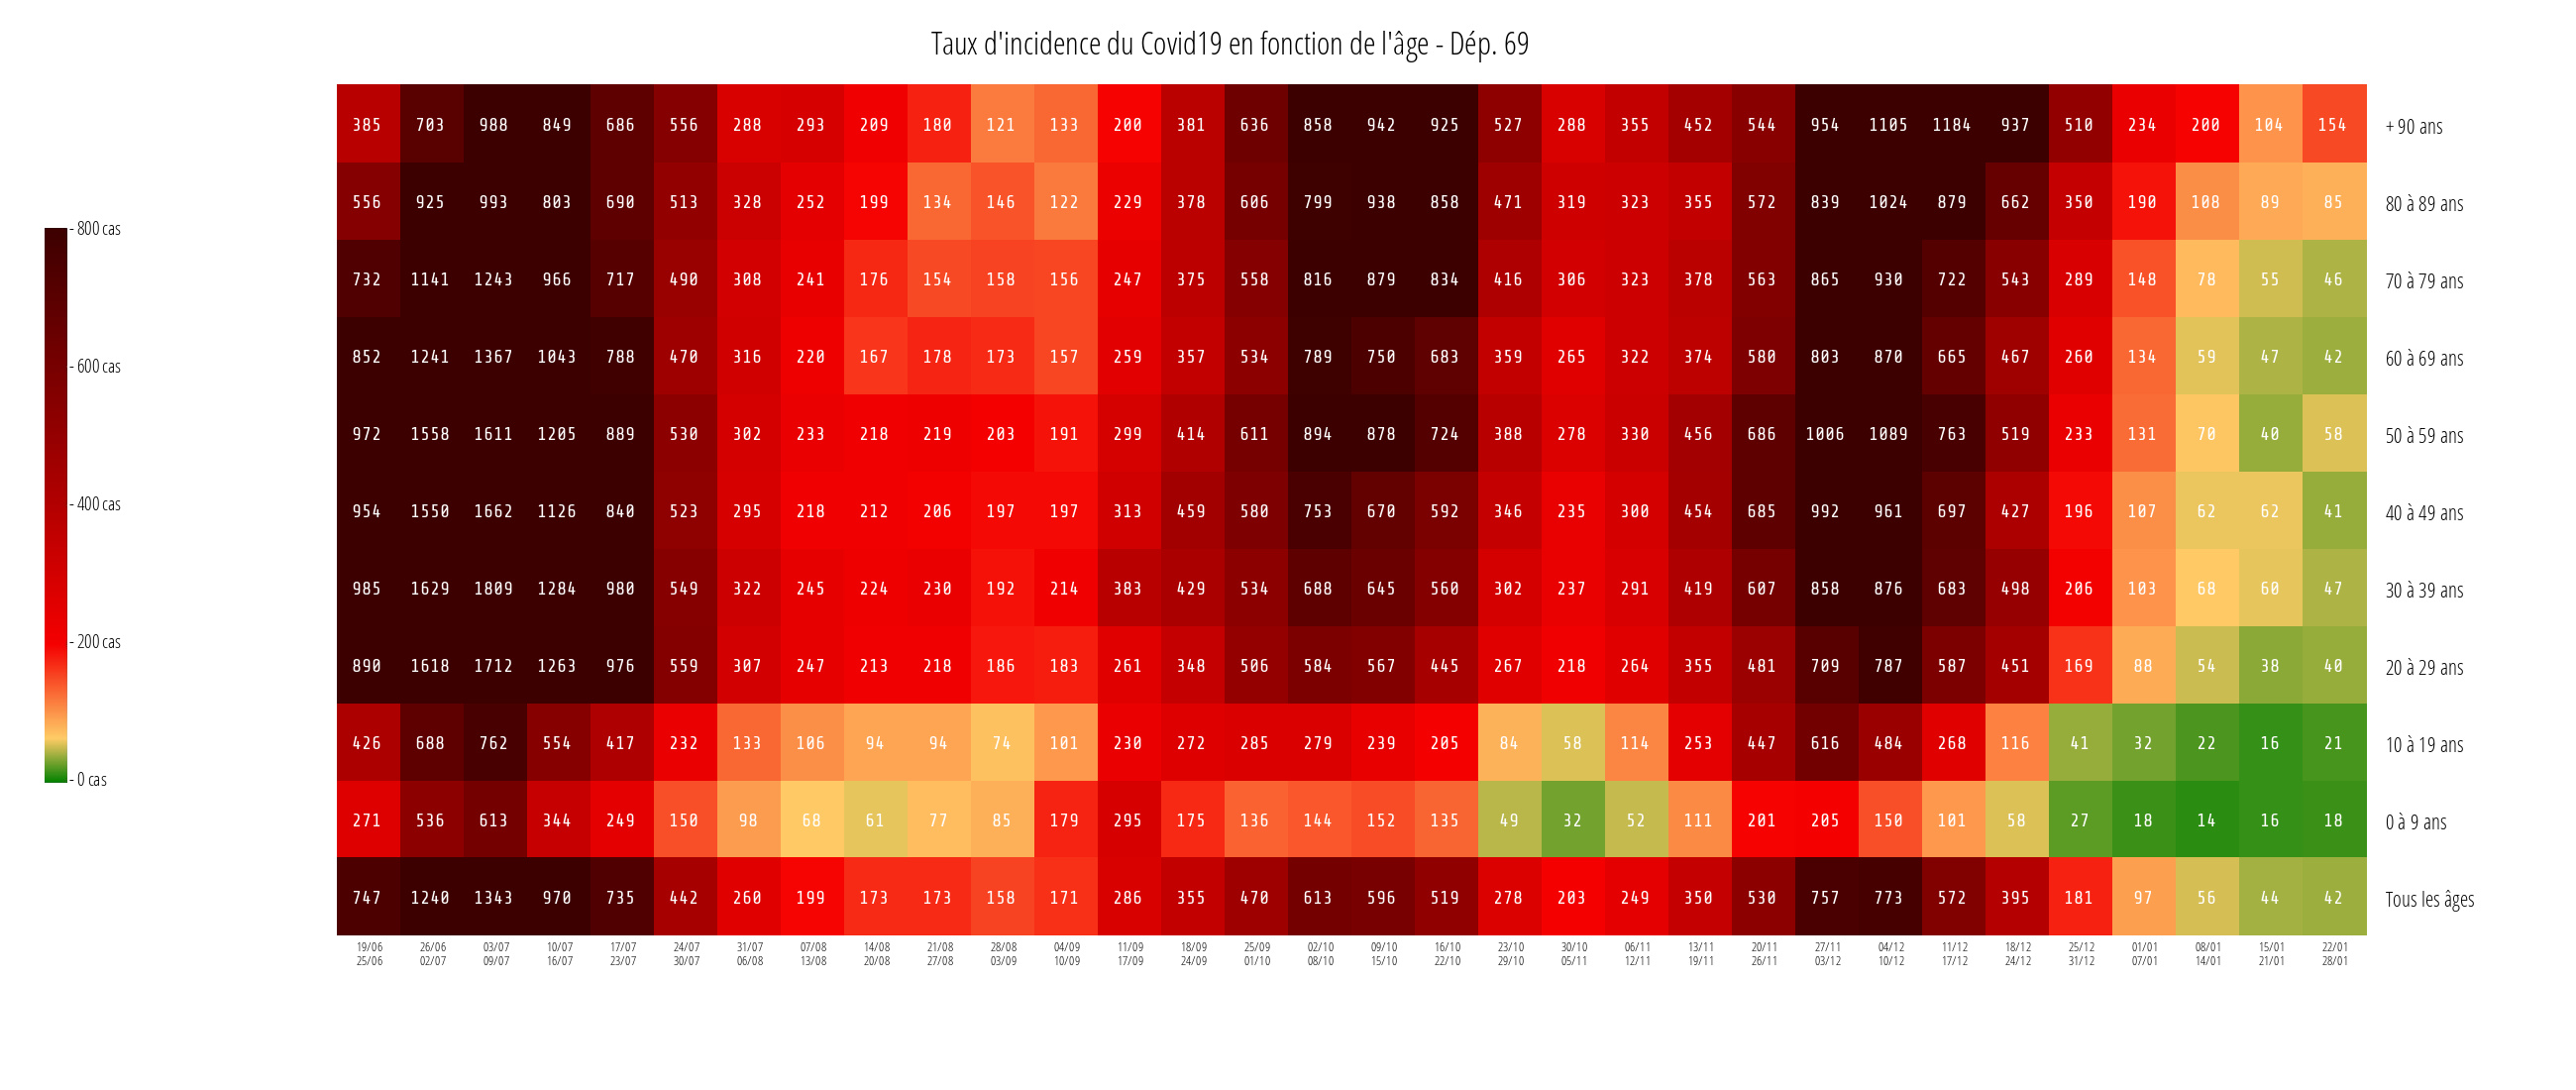 Taux d'incidence du Covid19 en fonction de l'âge - Dép. 69
- 800 cas
- 600 cas
- 400 cas
- 200 cas
- 0 cas
385 703 988 849 686 556 288 293 209 180 121 133 200 381 636 858 942 925 527 288 355 452 544 954 1105 1184 937 510 234 200 104 154 + 90 ans
556 925 993 803 690 513 328 252 199 134 146 122 229 378 606 799 938 858 471 319 323 355 572 839 1024 879 662 350 190 108 89 85 80 à 89 ans
732 1141 1243 966 717 490 308 241 176 154 158 156 247 375 558 816 879 834 416 306 323 378 563 865 930 722 543 289 148 78 55 46 70 à 79 ans
852 1241 1367 1043 788 470 316 220 167 178 173 157 259 357 534 789 750 683 359 265 322 374 580 803 870 665 467 260 134 59 47 42 60 à 69 ans
972 1558 1611 1205 889 530 302 233 218 219 203 191 299 414 611 894 878 724 388 278 330 456 686 1006 1089 763 519 233 131 70 40 58 50 à 59 ans
954 1550 1662 1126 840 523 295 218 212 206 197 197 313 459 580 753 670 592 346 235 300 454 685 992 961 697 427 196 107 62 62 41 40 à 49 ans
985 1629 1809 1284 980 549 322 245 224 230 192 214 383 429 534 688 645 560 302 237 291 419 607 858 876 683 498 206 103 68 60 47 30 à 39 ans
890 1618 1712 1263 976 559 307 247 213 218 186 183 261 348 506 584 567 445 267 218 264 355 481 709 787 587 451 169 88 54 38 40 20 à 29 ans
426 688 762 554 417 232 133 106 94 94 74 101 230 272 285 279 239 205 84 58 114 253 447 616 484 268 116 41 32 22 16 21 10 à 19 ans
271 536 613 344 249 150 98 68 61 77 85 179 295 175 136 144 152 135 49 32 52 111 201 205 150 101 58 27 18 14 16 18 0 à 9 ans
747 1240 1343 970 735 442 260 199 173 173 158 171 286 355 470 613 596 519 278 203 249 350 530 757 773 572 395 181 97 56 44 42 Tous les âges
19/06 26/06 03/07 10/07 17/07 24/07 31/07 07/08 14/08 21/08 28/08 04/09 11/09 18/09 25/09 02/10 09/10 16/10 23/10 30/10 06/11 13/11 20/11 27/11 04/12 11/12 18/12 25/12 01/01 08/01 15/01 22/01
25/06 02/07 09/07 16/07 23/07 30/07 06/08 13/08 20/08 27/08 03/09 10/09 17/09 24/09 01/10 08/10 15/10 22/10 29/10 05/11 12/11 19/11 26/11 03/12 10/12 17/12 24/12 31/12 07/01 14/01 21/01 28/01